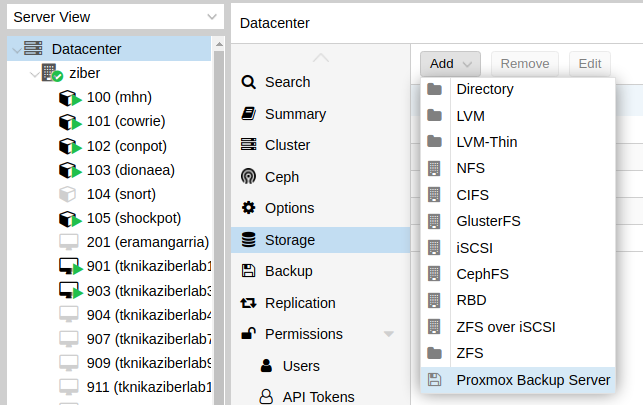 Server View
Datacenter
ziber
100 (mhn)
101 (cowrie)
102 (conpot)
103 (dionaea)
104 (snort)
105 (shockpot)
201 (eramangarria)
901 (tknikaziberlab1
903 (tknikaziberlab3
904 (tknikaziberlab4
907 (tknikaziberlab7
909 (tknikaziberlab9
911 (tknikaziberlab1
Datacenter
Search
Summary
Cluster
Ceph
Options
Storage
Backup
Replication
Permissions
Users
API Tokens
Add
Remove
Edit
Directory
LVM
LVM-Thin
NFS
CIFS
GlusterFS
iSCSI
CephFS
RBD
ZFS over iSCSI
ZFS
Proxmox Backup Server